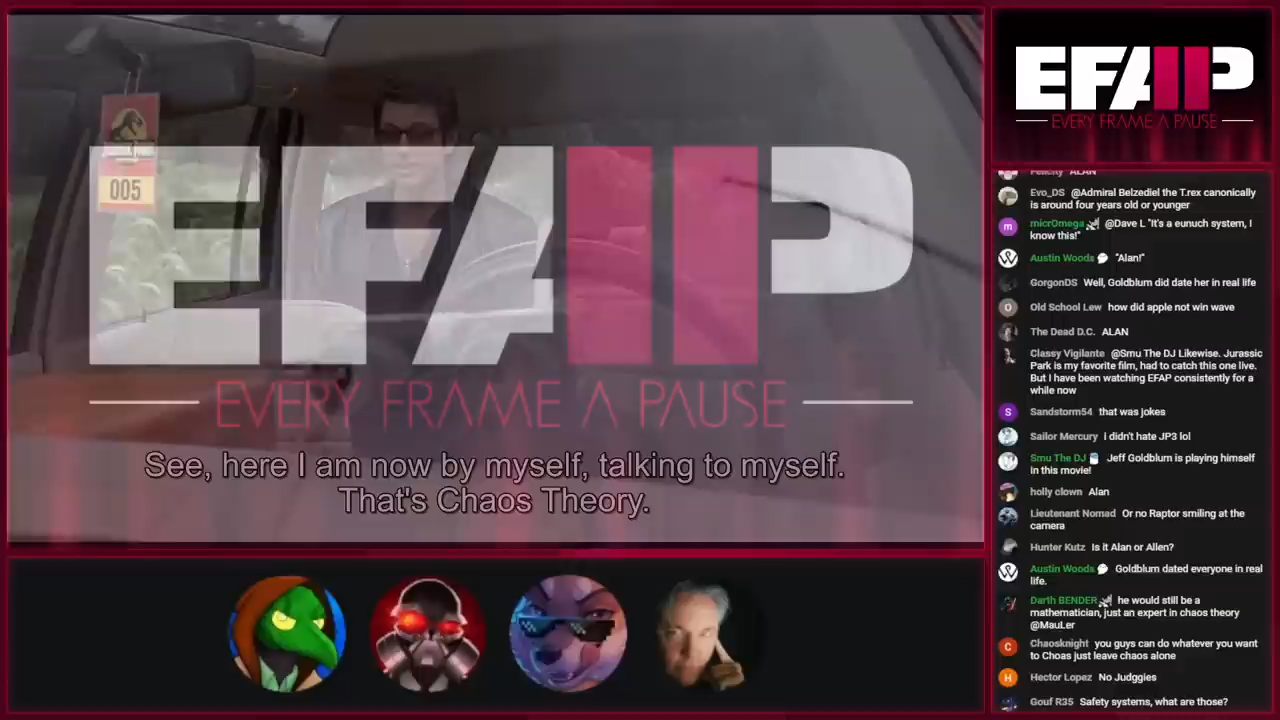 005
EFAP
EVERY FRAME A PAUSE
See, here I am now by myself, talking to myself.
That's Chaos Theory.
EFAP
EVERY FRAME A PAUSE
Felicity ALAN
Evo_DS @Admiral Belzediel the T.rex canonically
is around four years old or younger
micrOmega @Dave L "It's a eunuch system, I
know this!"
Austin Woods "Alan!"
GorgonDS Well, Goldblum did date her in real life
Old School Lew how did apple not win wave
The Dead D.C. ALAN
Classy Vigilante @Smu The DJ Likewise. Jurassic
Park is my favorite film, had to catch this one live.
But I have been watching EFAP consistently for a
while now
Sandstorm54 that was jokes
Sailor Mercury i didn't hate JP3 lol
Smu The DJ Jeff Goldblum is playing himself
in this movie!
holly clown Alan
Lieutenant Nomad Or no Raptor smiling at the
camera
Hunter Kutz Is it Alan or Allen?
Austin Woods Goldblum dated everyone in real
life.
Darth BENDER he would still be a
mathematician, just an expert in chaos theory
@MauLer
Chaosknight you guys can do whatever you want
to Choas just leave chaos alone
Hector Lopez No Judggies
Gouf R35 Safety systems, what are those?